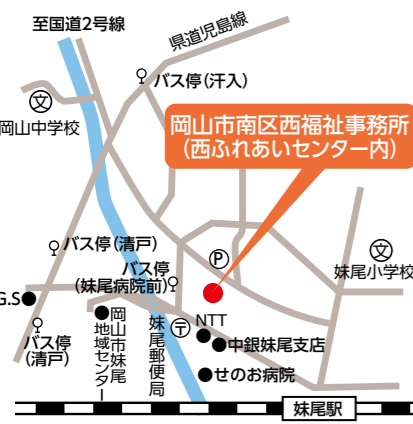 至国道2号線
県道児島線
バス停(汗入)
文
岡山中学校
岡山市南区西福祉事務所
(西ふれあいセンター内)
バス停(清戸)
P
文
妹尾小学校
バス停
(妹尾病院前)
G.S
バス停
(清戸)
岡山市妹尾
地域センター
妹尾郵便局
〒
NTT
中銀妹尾支店
せのお病院
妹尾駅